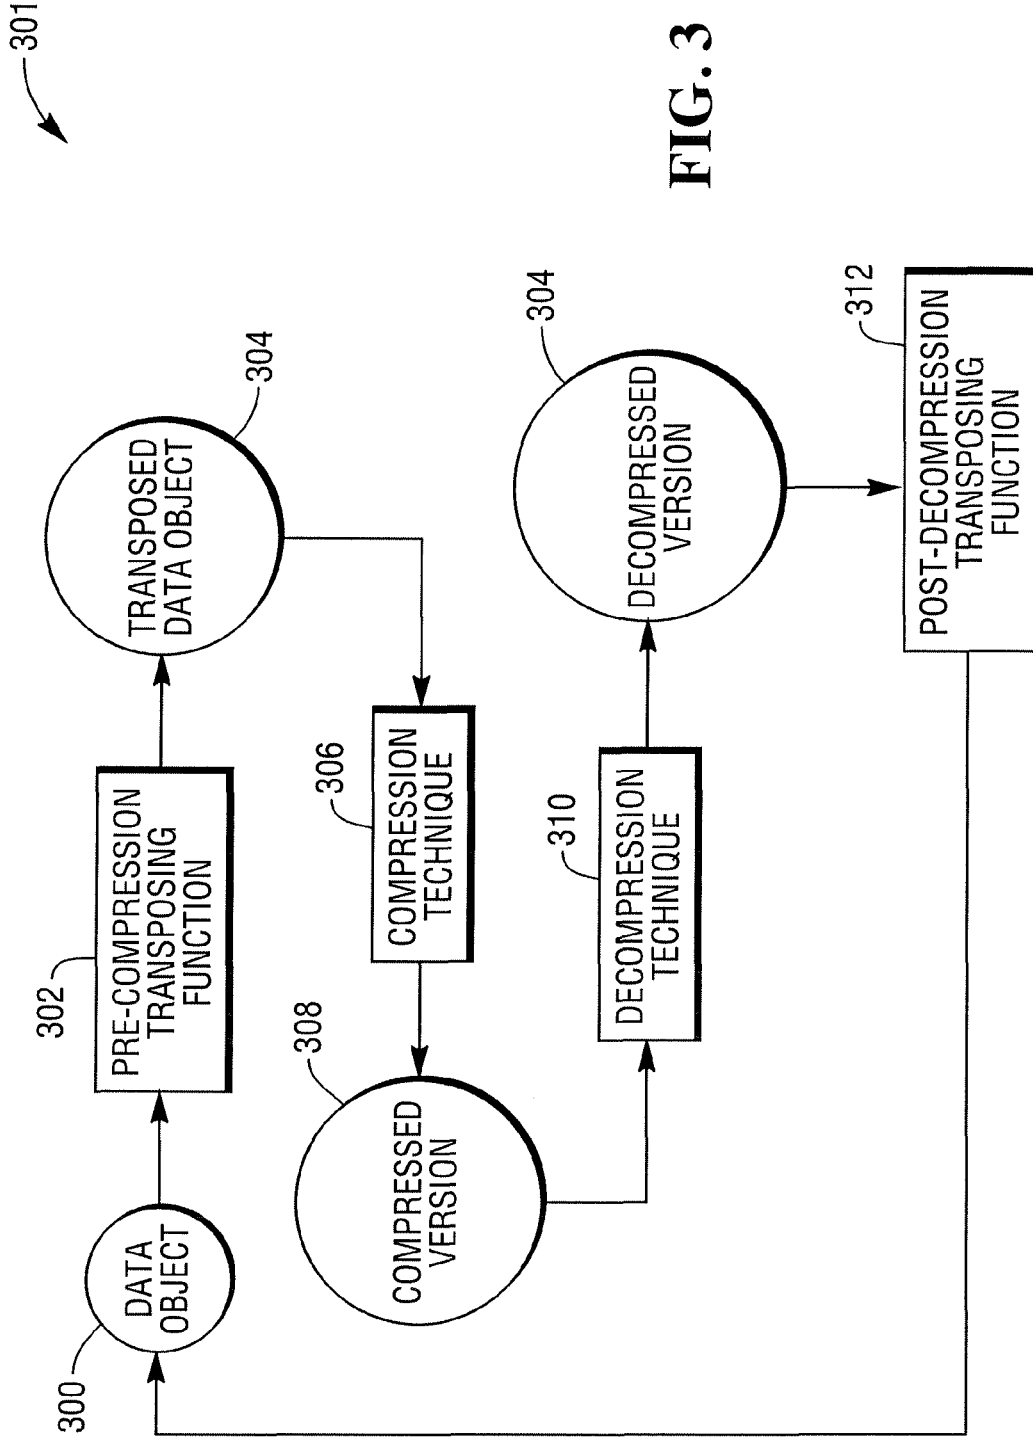 301
304
302
PRE-COMPRESSION
TRANSPOSING
FUNCTION
TRANSPOSED
DATA OBJECT
300
DATA
OBJECT
308
306
COMPRESSED
VERSION
COMPRESSION
TECHNIQUE
310
304
DECOMPRESSION
TECHNIQUE
DECOMPRESSED
VERSION
312
POST-DECOMPRESSION
TRANSPOSING
FUNCTION
FIG. 3